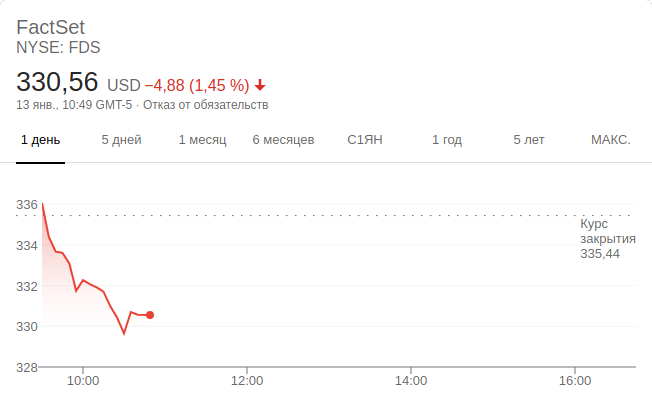 FactSet
NYSE: FDS
330,56 USD −4,88 (1,45 %)
13 янв., 10:49 GMT-5 · Отказ от обязательств
1 день 5 дней 1 месяц 6 месяцев С1ЯН 1 год 5 лет МАКС.
336
334
332
330
328
Курс
закрытия
335,44
10:00 12:00 14:00 16:00